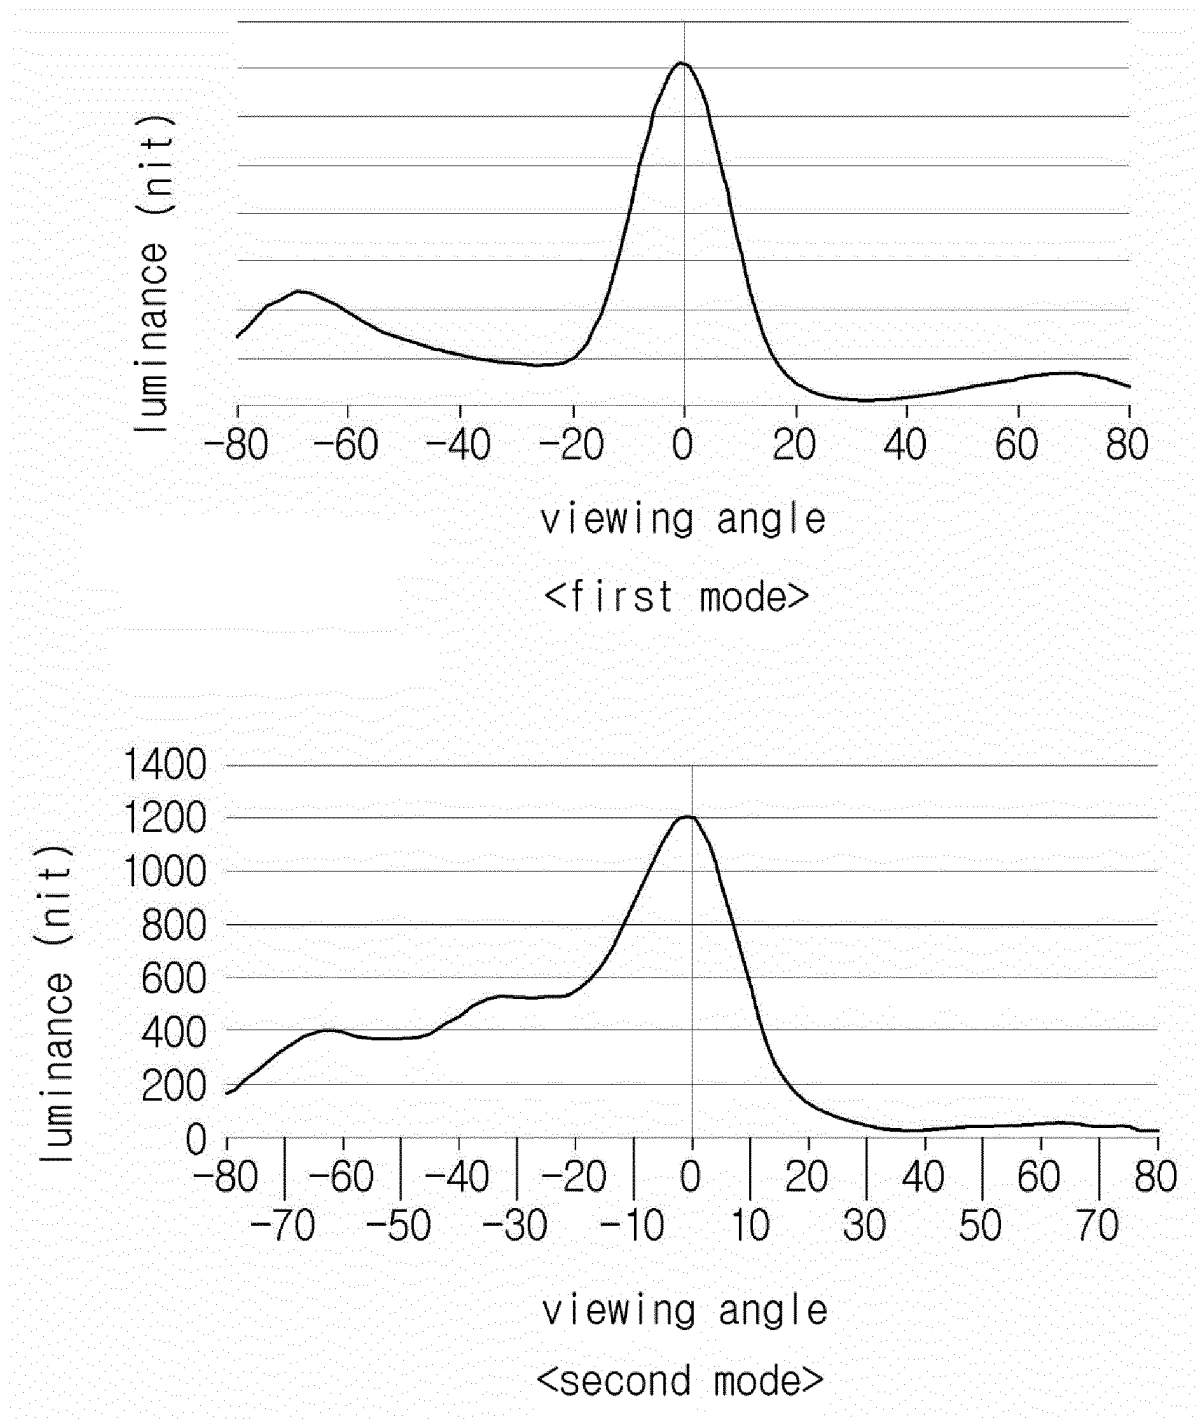 luminance (nit)
-80 -60 -40 -20 0 20 40 60 80
viewing angle
<first mode>
luminance (nit)
1400
1200
1000
800
600
400
200
0
-80 -60 -40 -20 0 20 40 60 80
-70 -50 -30 -10 10 30 50 70
viewing angle
<second mode>